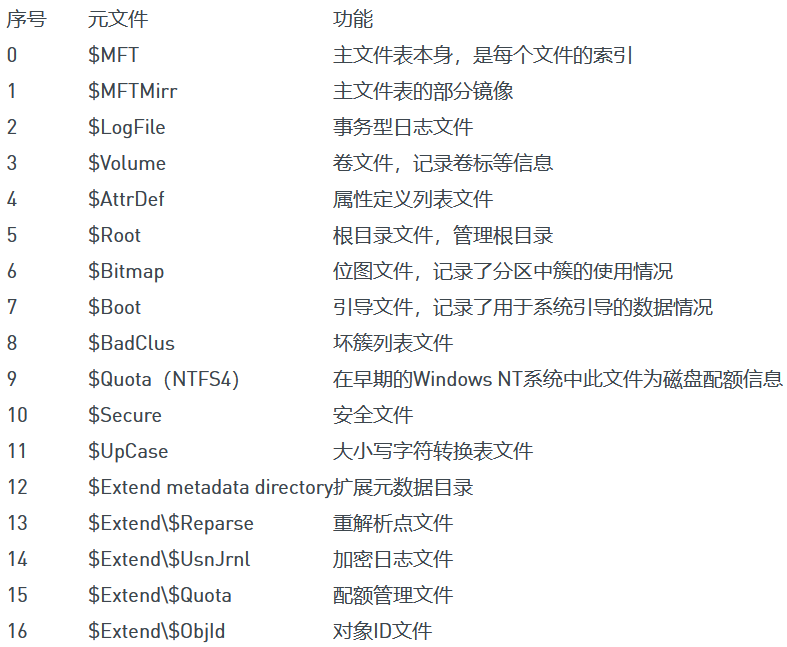 序号 元文件 功能
0 $MFT 主文件表本身，是每个文件的索引
1 $MFTMirr 主文件表的部分镜像
2 $LogFile 事务型日志文件
3 $Volume 卷文件，记录卷标等信息
4 $AttrDef 属性定义列表文件
5 $Root 根目录文件，管理根目录
6 $Bitmap 位图文件，记录了分区中簇的使用情况
7 $Boot 引导文件，记录了用于系统引导的数据情况
8 $BadClus 坏簇列表文件
9 $Quota（NTFS4） 在早期的Windows NT系统中此文件为磁盘配额信息
10 $Secure 安全文件
11 $UpCase 大小写字符转换表文件
12 $Extend metadata directory 扩展元数据目录
13 $Extend\$Reparse 重解析点文件
14 $Extend\$UsnJrnl 加密日志文件
15 $Extend\$Quota 配额管理文件
16 $Extend\$ObjId 对象ID文件